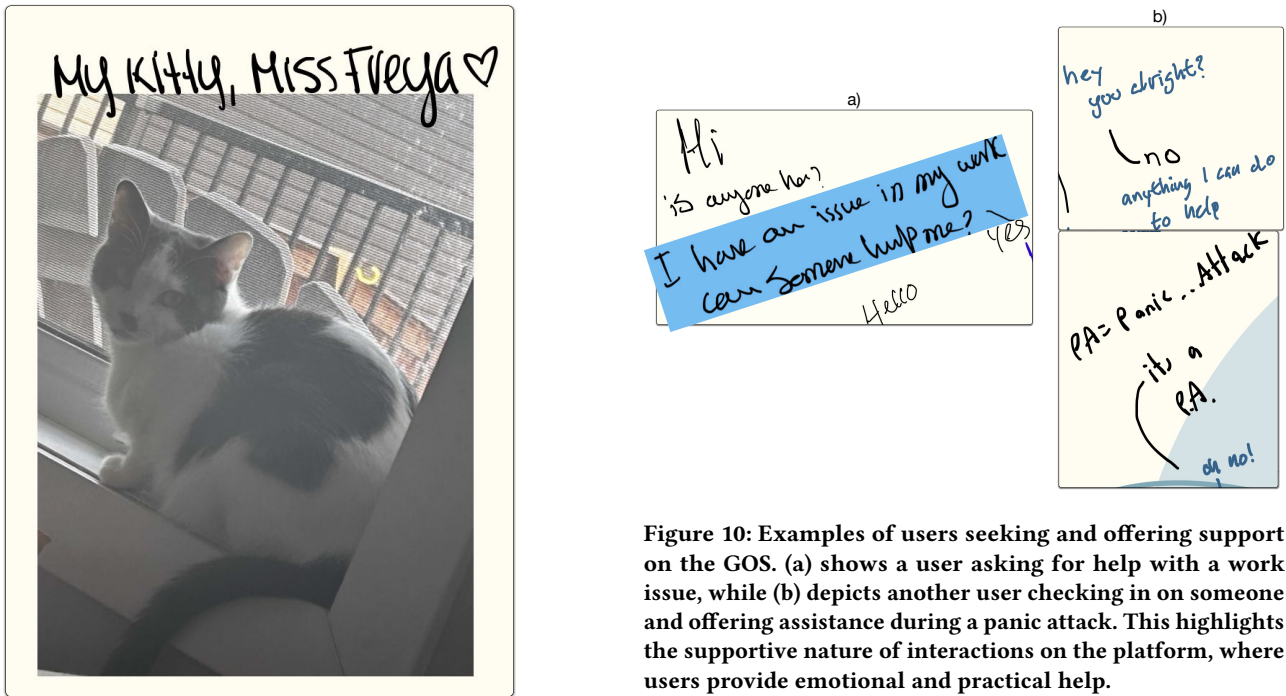 My Kitty, Miss Freya♡
a)
Hi
is anyone her?
I have an issue in my work
can Someone help me?
Yes
Hello
b)
hey
you alright?
no
anything I can do
to help
PA= Panic.. Attack
its a
P.A.
oh no!
Figure 10: Examples of users seeking and offering support
on the GOS. (a) shows a user asking for help with a work
issue, while (b) depicts another user checking in on someone
and offering assistance during a panic attack. This highlights
the supportive nature of interactions on the platform, where
users provide emotional and practical help.